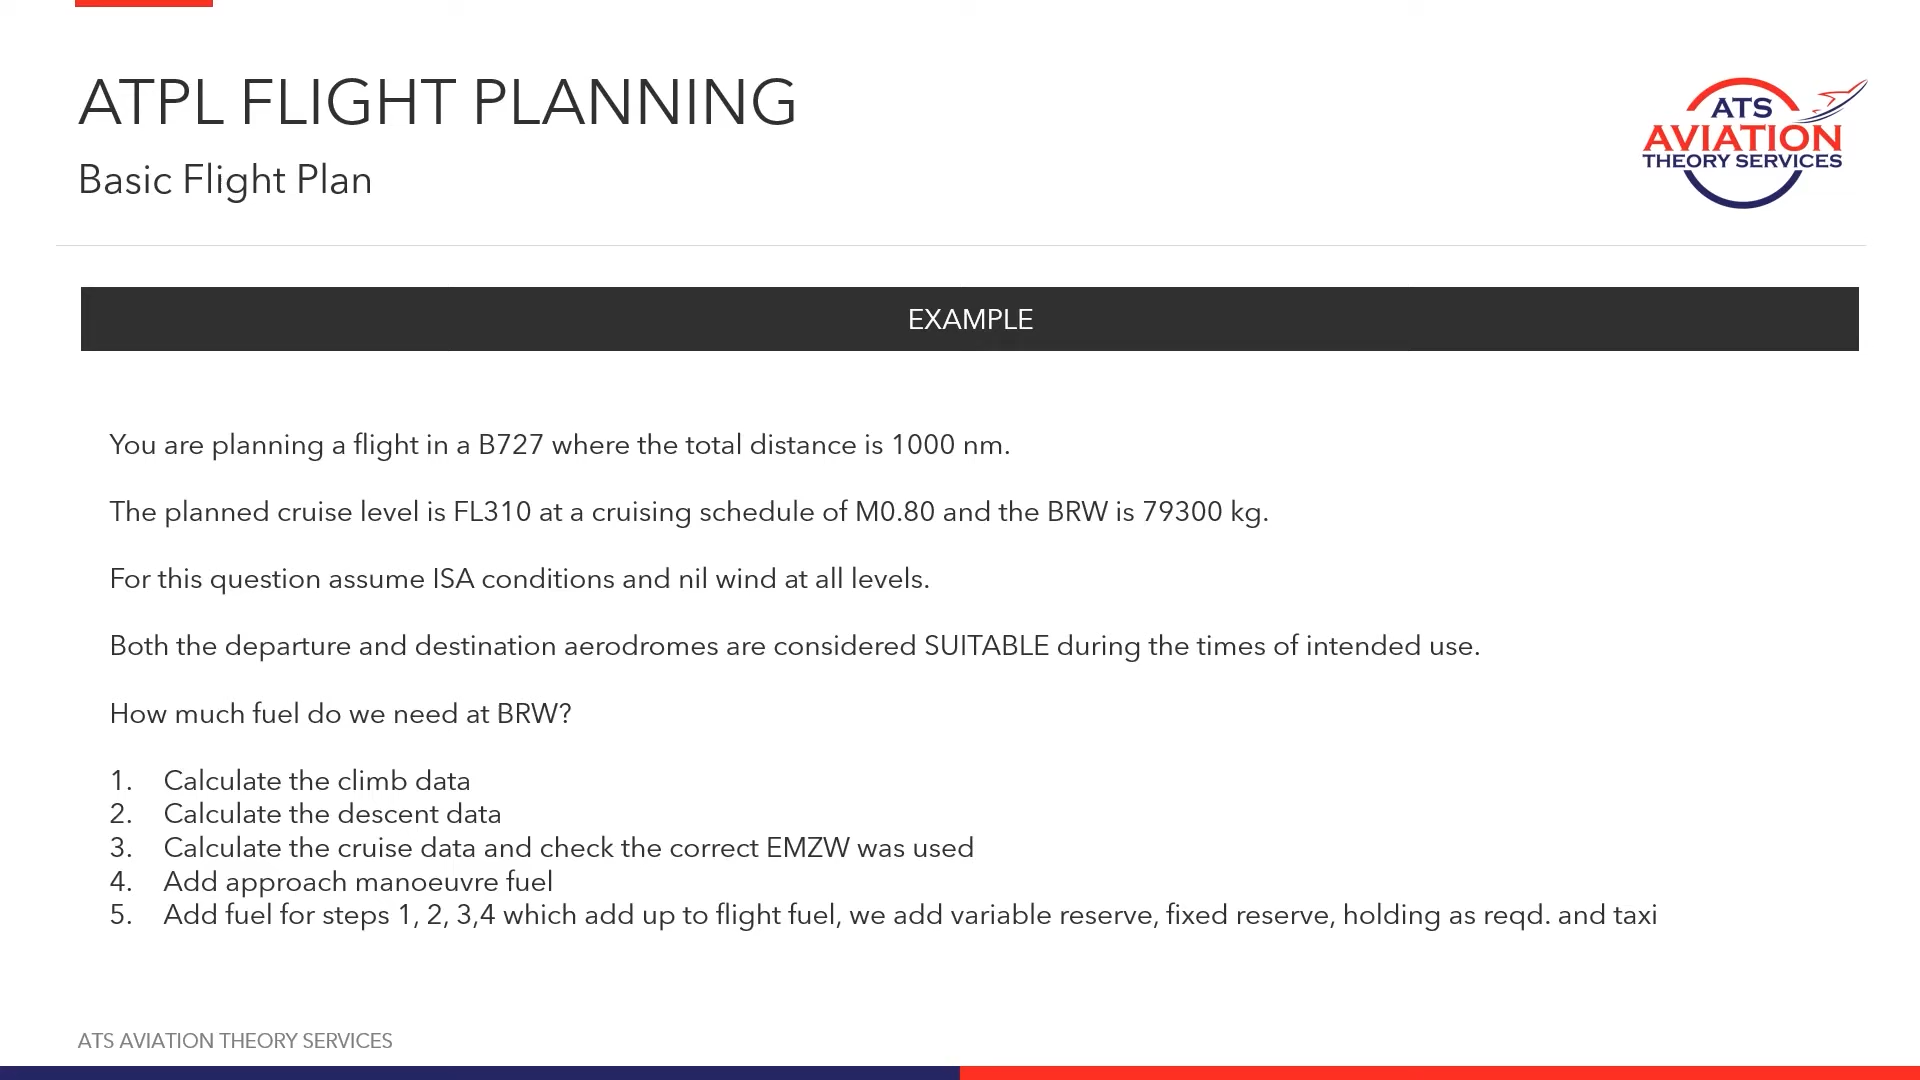 ATPL FLIGHT PLANNING
Basic Flight Plan
ATS
AVIATION
THEORY SERVICES
EXAMPLE
You are planning a flight in a B727 where the total distance is 1000 nm.
The planned cruise level is FL310 at a cruising schedule of M0.80 and the BRW is 79300 kg.
For this question assume ISA conditions and nil wind at all levels.
Both the departure and destination aerodromes are considered SUITABLE during the times of intended use.
How much fuel do we need at BRW?
1. Calculate the climb data
2. Calculate the descent data
3. Calculate the cruise data and check the correct EMZW was used
4. Add approach manoeuvre fuel
5. Add fuel for steps 1, 2, 3,4 which add up to flight fuel, we add variable reserve, fixed reserve, holding as reqd. and taxi
ATS AVIATION THEORY SERVICES